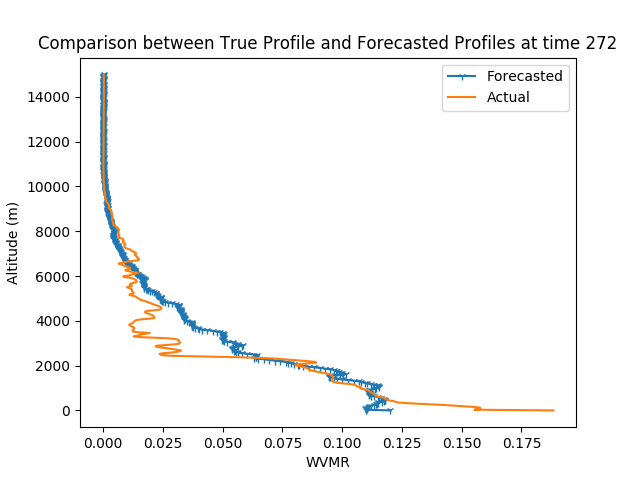 Comparison between True Profile and Forecasted Profiles at time 272
Forecasted
Actual
14000
12000
10000
8000
6000
4000
2000
0
Altitude (m)
0.000 0.025 0.050 0.075 0.100 0.125 0.150 0.175
WVMR